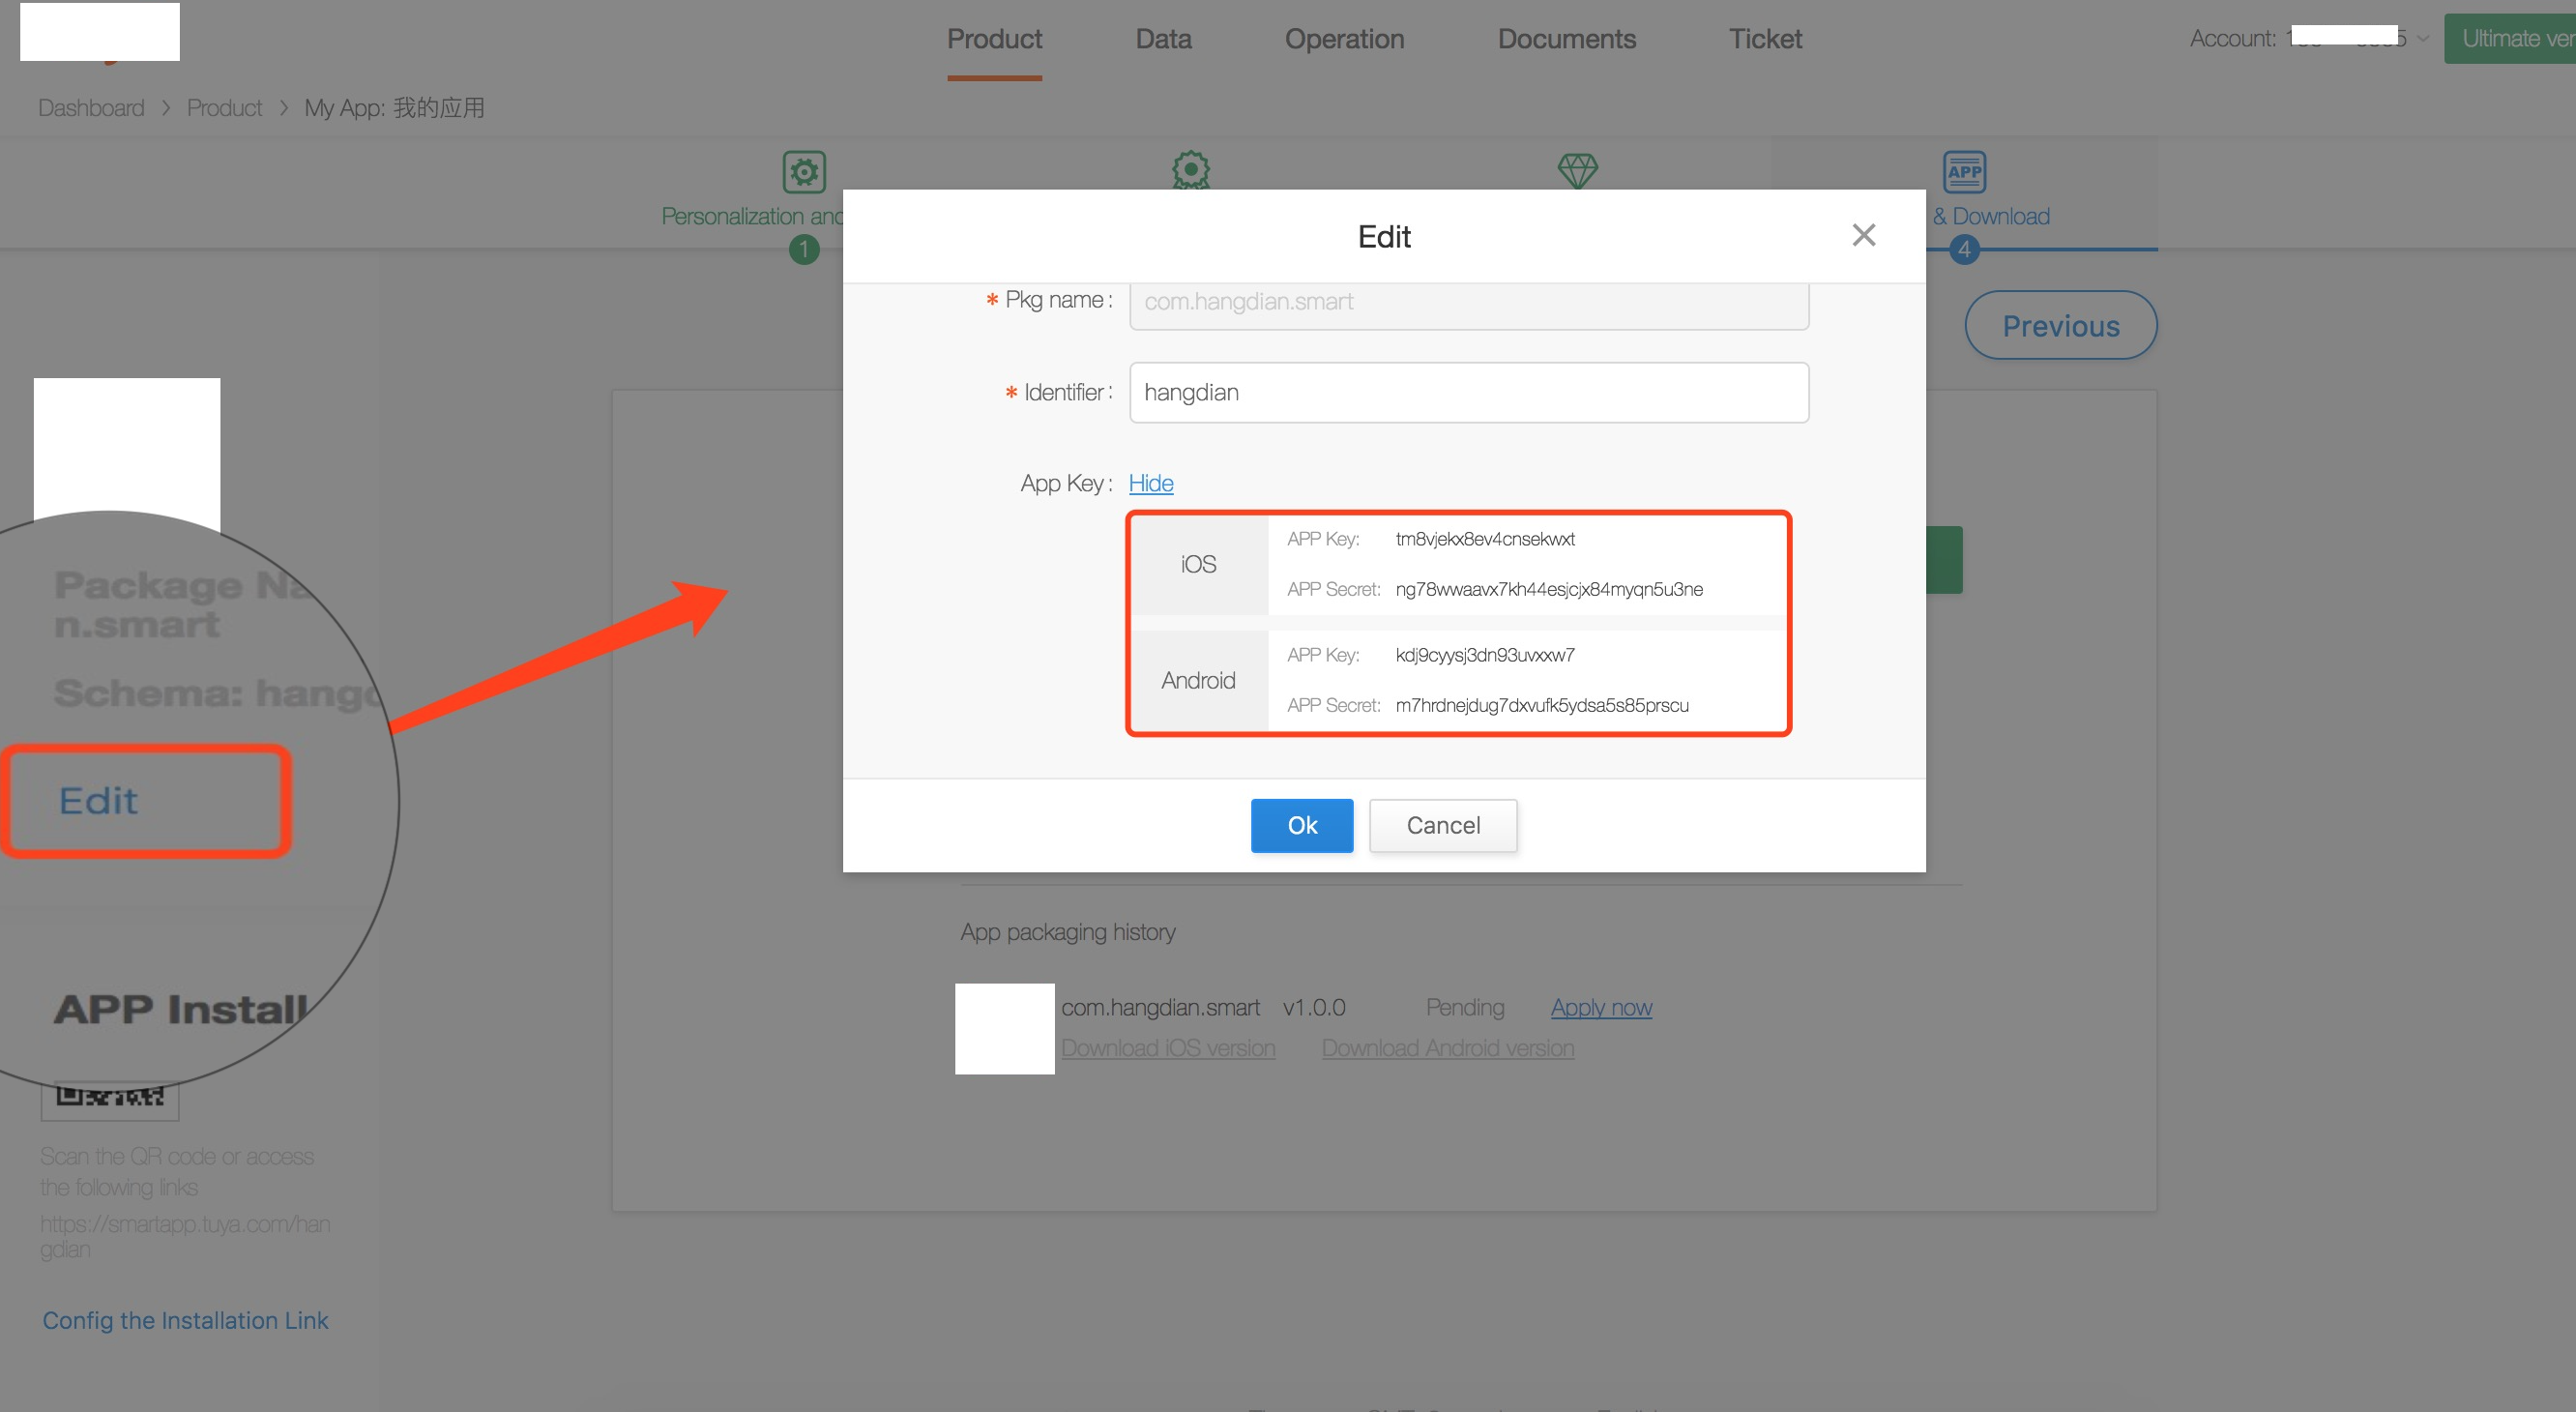 Product Data Operation Documents Ticket
Account: 5
Ultimate ver
Dashboard > Product > My App: 我的应用
APP
Personalization and
& Download
1
4
Edit
Previous
* Pkg name : com.hangdian.smart
* Identifier : hangdian
App Key : Hide
iOS
APP Key: tm8vjekx8ev4cnsekwxt
APP Secret: ng78wwaavx7kh44esjcjx84myqn5u3ne
Android
APP Key: kdj9cyysj3dn93uvxxw7
APP Secret: m7hrdnejdug7dxvufk5ydsa5s85prscu
Ok Cancel
Package Na
n.smart
Schema: hangd
Edit
APP Install
App packaging history
com.hangdian.smart v1.0.0 Pending Apply now
Download iOS version Download Android version
Scan the QR code or access
the following links
https://smartapp.tuya.com/han
gdian
Config the Installation Link